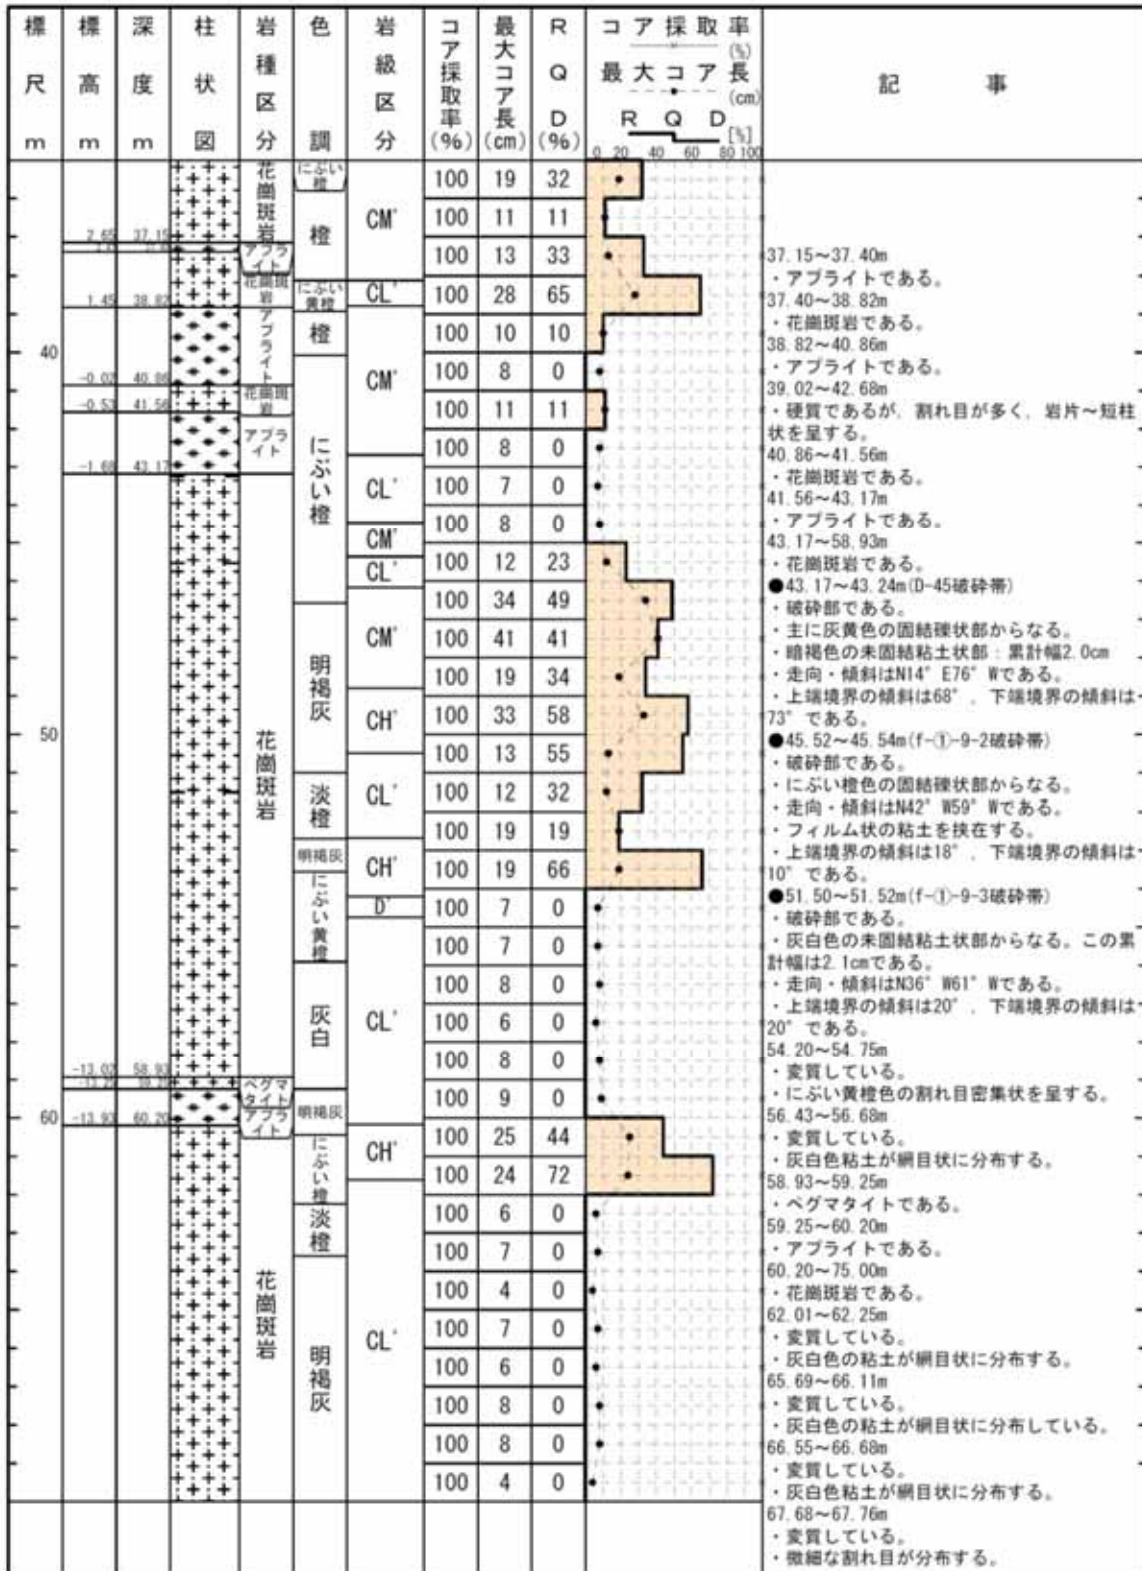 標尺 m
標高 m
深度 m
柱状図
岩種区分
色調
岩級区分
コア採取率(%)
最大コア長(cm)
RQD(%)
コア採取率(%)
最大コア長(cm)
RQD[%]
0 20 40 60 80 100
記事
40
50
60
2.65 37.15
1.45 38.82
-0.02 40.86
-0.53 41.56
-1.68 43.17
-13.02 58.93
-13.25 59.25
-13.93 60.20
花崗斑岩
アプライト
花崗斑岩
アプライト
花崗斑岩
アプライト
花崗斑岩
ペグマタイト
アプライト
花崗斑岩
にぶい橙
橙
にぶい黄橙
橙
にぶい橙
明褐灰
淡橙
明褐灰
にぶい黄橙
灰白
明褐灰
にぶい橙
淡橙
明褐灰
CM'
CL'
CM'
CL'
CM'
CL'
CM'
CH'
CL'
CH'
D'
CL'
CH'
CL'
100 19 32
100 11 11
100 13 33
100 28 65
100 10 10
100 8 0
100 11 11
100 8 0
100 7 0
100 8 0
100 12 23
100 34 49
100 41 41
100 19 34
100 33 58
100 13 55
100 12 32
100 19 19
100 19 66
100 7 0
100 7 0
100 8 0
100 6 0
100 8 0
100 9 0
100 25 44
100 24 72
100 6 0
100 7 0
100 4 0
100 7 0
100 6 0
100 8 0
100 8 0
100 4 0
37.15～37.40m
・アプライトである。
37.40～38.82m
・花崗斑岩である。
38.82～40.86m
・アプライトである。
39.02～42.68m
・硬質であるが、割れ目が多く、岩片～短柱
状を呈する。
40.86～41.56m
・花崗斑岩である。
41.56～43.17m
・アプライトである。
43.17～58.93m
・花崗斑岩である。
●43.17～43.24m(D-45破砕帯)
・破砕部である。
・主に灰黄色の固結礫状部からなる。
・暗褐色の未固結粘土状部：累計幅2.0cm
・走向・傾斜はN14°E76°Wである。
・上端境界の傾斜は68°、下端境界の傾斜は
73°である。
●45.52～45.54m(f-①-9-2破砕帯)
・破砕部である。
・にぶい橙色の固結礫状部からなる。
・走向・傾斜はN42°W59°Wである。
・フィルム状の粘土を挟在する。
・上端境界の傾斜は18°、下端境界の傾斜は
10°である。
●51.50～51.52m(f-①-9-3破砕帯)
・破砕部である。
・灰白色の未固結粘土状部からなる。この累
計幅は2.1cmである。
・走向・傾斜はN36°W61°Wである。
・上端境界の傾斜は20°、下端境界の傾斜は
20°である。
54.20～54.75m
・変質している。
・にぶい黄橙色の割れ目密集状を呈する。
56.43～56.68m
・変質している。
・灰白色粘土が網目状に分布する。
58.93～59.25m
・ペグマタイトである。
59.25～60.20m
・アプライトである。
60.20～75.00m
・花崗斑岩である。
62.01～62.25m
・変質している。
・灰白色の粘土が網目状に分布する。
65.69～66.11m
・変質している。
・灰白色の粘土が網目状に分布している。
66.55～66.68m
・変質している。
・灰白色粘土が網目状に分布する。
67.68～67.76m
・変質している。
・微細な割れ目が分布する。